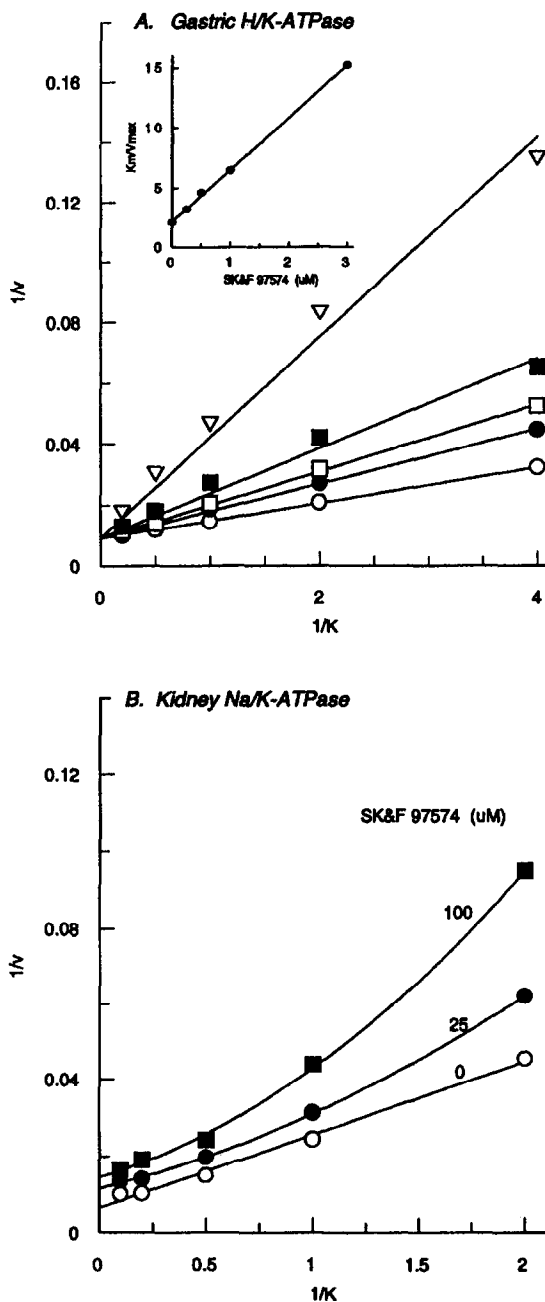 A. Gastric H/K-ATPase
15
10
5
0
Km/Vmax
0 1 2 3
SK&F 97574 (uM)
0.16
0.12
0.08
0.04
0
1/v
0 2 4
1/K
B. Kidney Na/K-ATPase
SK&F 97574 (uM)
100
25
0
0.12
0.08
0.04
0
1/v
0 0.5 1 1.5 2
1/K